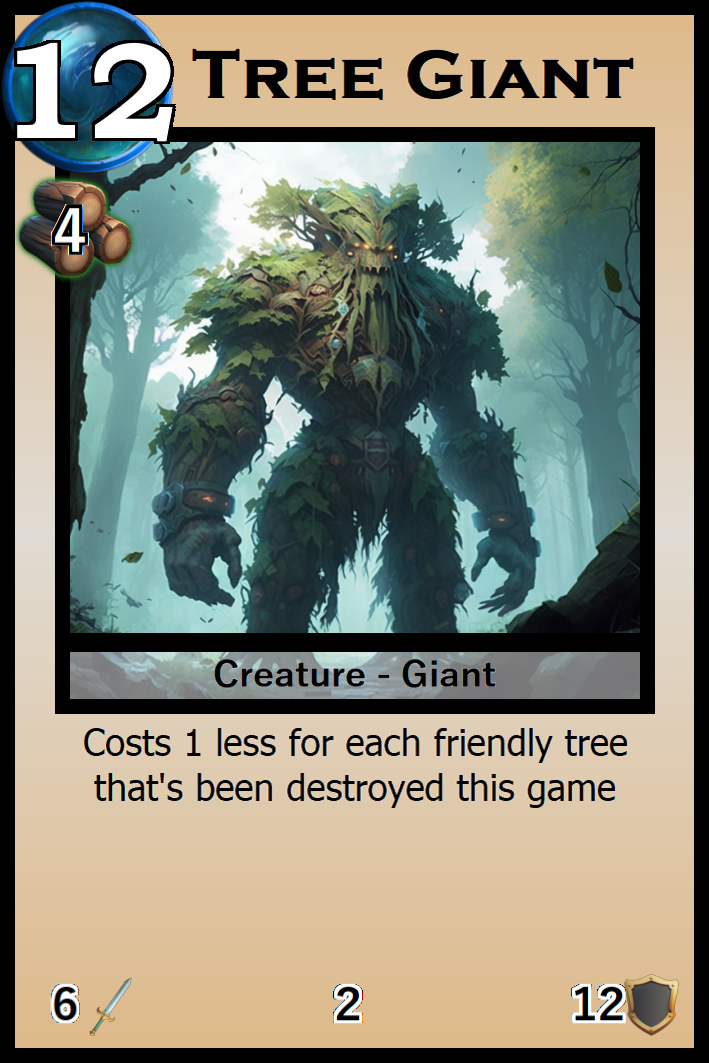 12
Tree Giant
4
Creature - Giant
Costs 1 less for each friendly tree
that's been destroyed this game
6 2 12